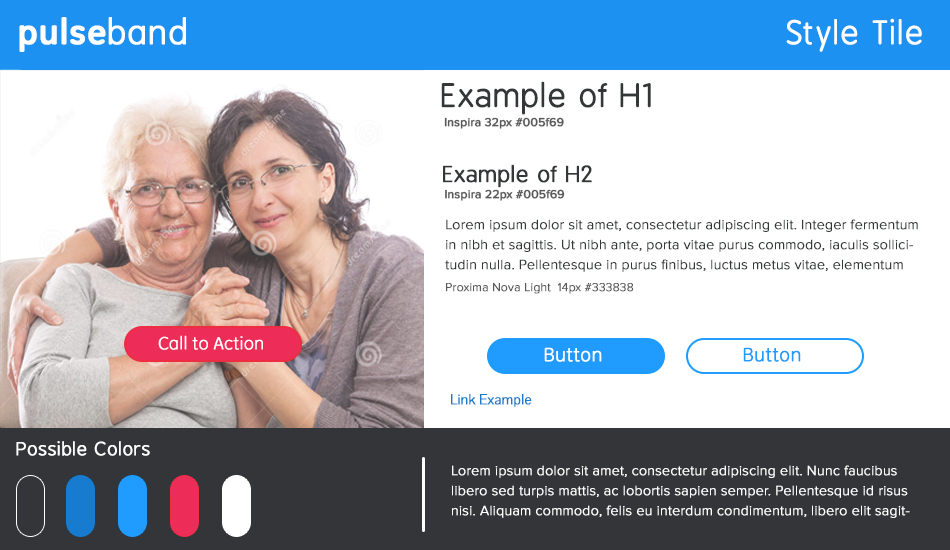 pulseband
Style Tile
Example of H1
Inspira 32px #005f69
Example of H2
Inspira 22px #005f69
Lorem ipsum dolor sit amet, consectetur adipiscing elit. Integer fermentum
in nibh et sagittis. Ut nibh ante, porta vitae purus commodo, iaculis sollici-
tudin nulla. Pellentesque in purus finibus, luctus metus vitae, elementum
Proxima Nova Light 14px #333838
Call to Action
Button
Button
Link Example
Possible Colors
Lorem ipsum dolor sit amet, consectetur adipiscing elit. Nunc faucibus
libero sed turpis mattis, ac lobortis sapien semper. Pellentesque id risus
nisi. Aliquam commodo, felis eu interdum condimentum, libero elit sagit-